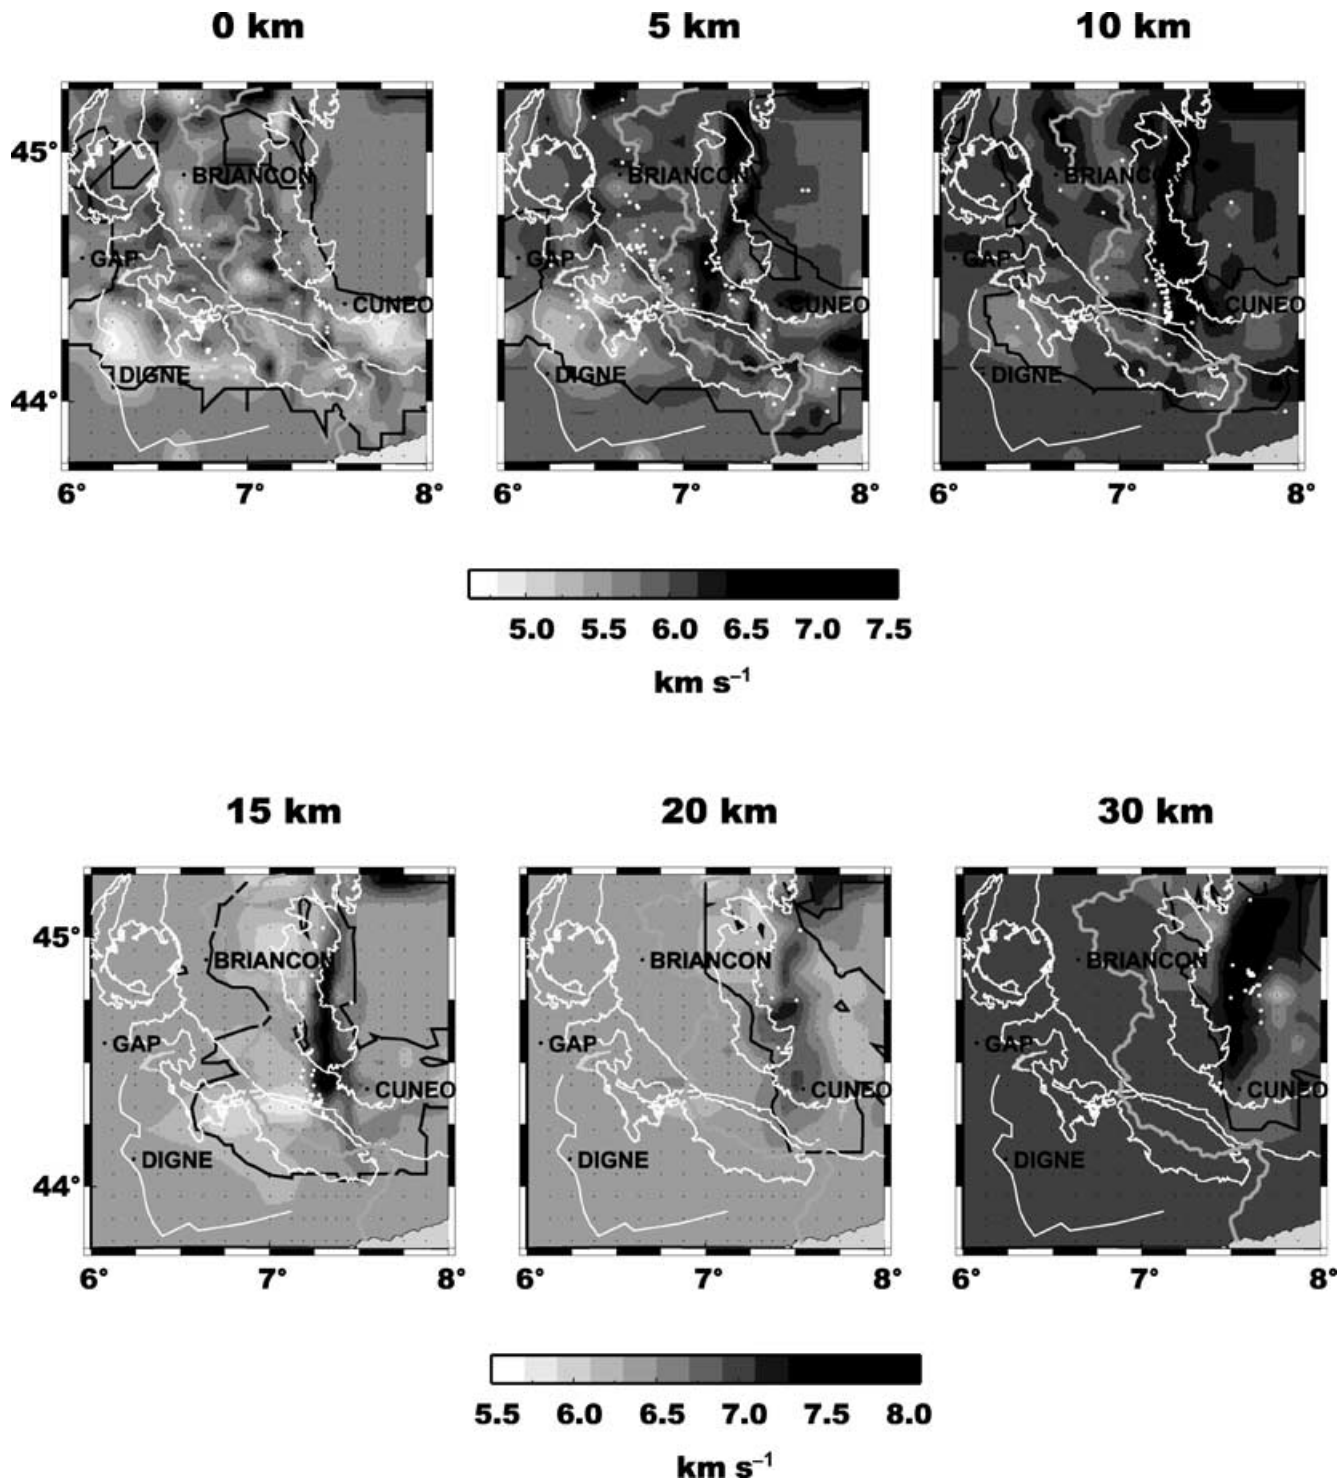 0 km 5 km 10 km
45°
44°
BRIANCON
GAP
CUNEO
DIGNE
6° 7° 8°
BRIANCON
GAP
CUNEO
DIGNE
6° 7° 8°
BRIANCON
GAP
CUNEO
DIGNE
6° 7° 8°
5.0 5.5 6.0 6.5 7.0 7.5
km s⁻¹
15 km 20 km 30 km
45°
44°
BRIANCON
GAP
CUNEO
DIGNE
6° 7° 8°
BRIANCON
GAP
CUNEO
DIGNE
6° 7° 8°
BRIANCON
GAP
CUNEO
DIGNE
6° 7° 8°
5.5 6.0 6.5 7.0 7.5 8.0
km s⁻¹